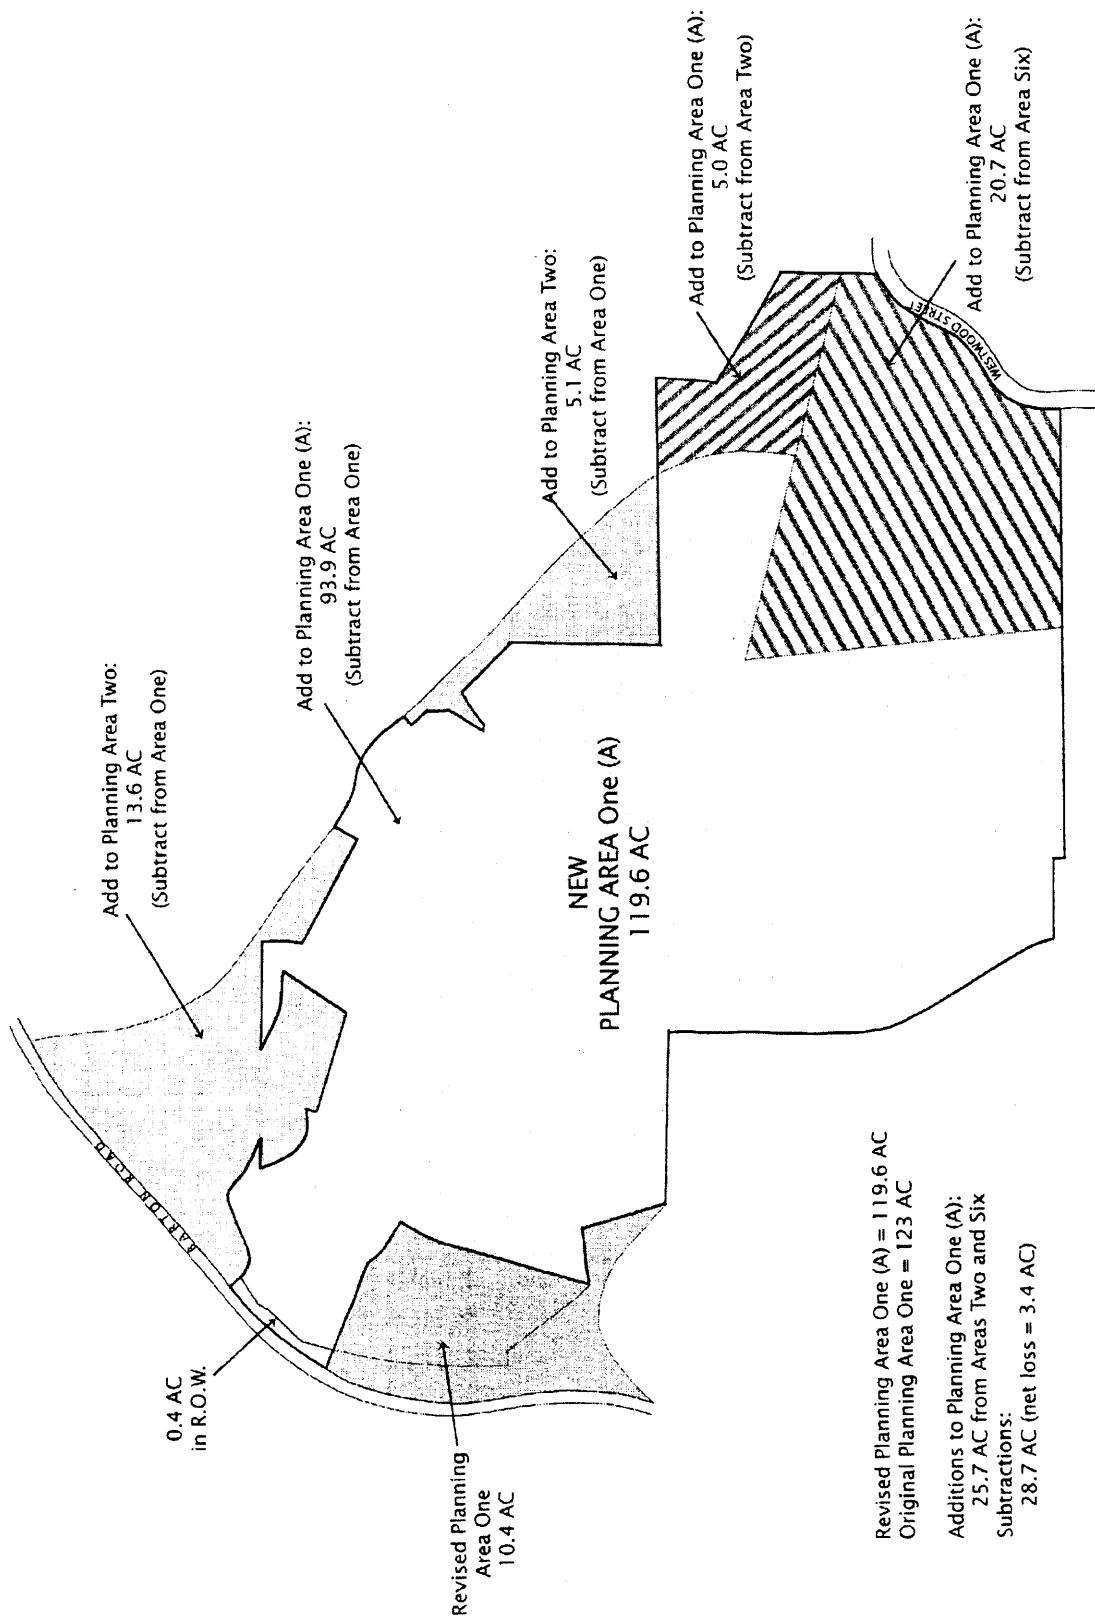 Add to Planning Area Two:
13.6 AC
(Subtract from Area One)
Add to Planning Area One (A):
93.9 AC
(Subtract from Area One)
Add to Planning Area Two:
5.1 AC
(Subtract from Area One)
Add to Planning Area One (A):
5.0 AC
(Subtract from Area Two)
Add to Planning Area One (A):
20.7 AC
(Subtract from Area Six)
BARTON ROAD
WESTWOOD STREET
0.4 AC
in R.O.W.
Revised Planning
Area One
10.4 AC
NEW
PLANNING AREA One (A)
119.6 AC
Revised Planning Area One (A) = 119.6 AC
Original Planning Area One = 123 AC
Additions to Planning Area One (A):
25.7 AC from Areas Two and Six
Subtractions:
28.7 AC (net loss = 3.4 AC)